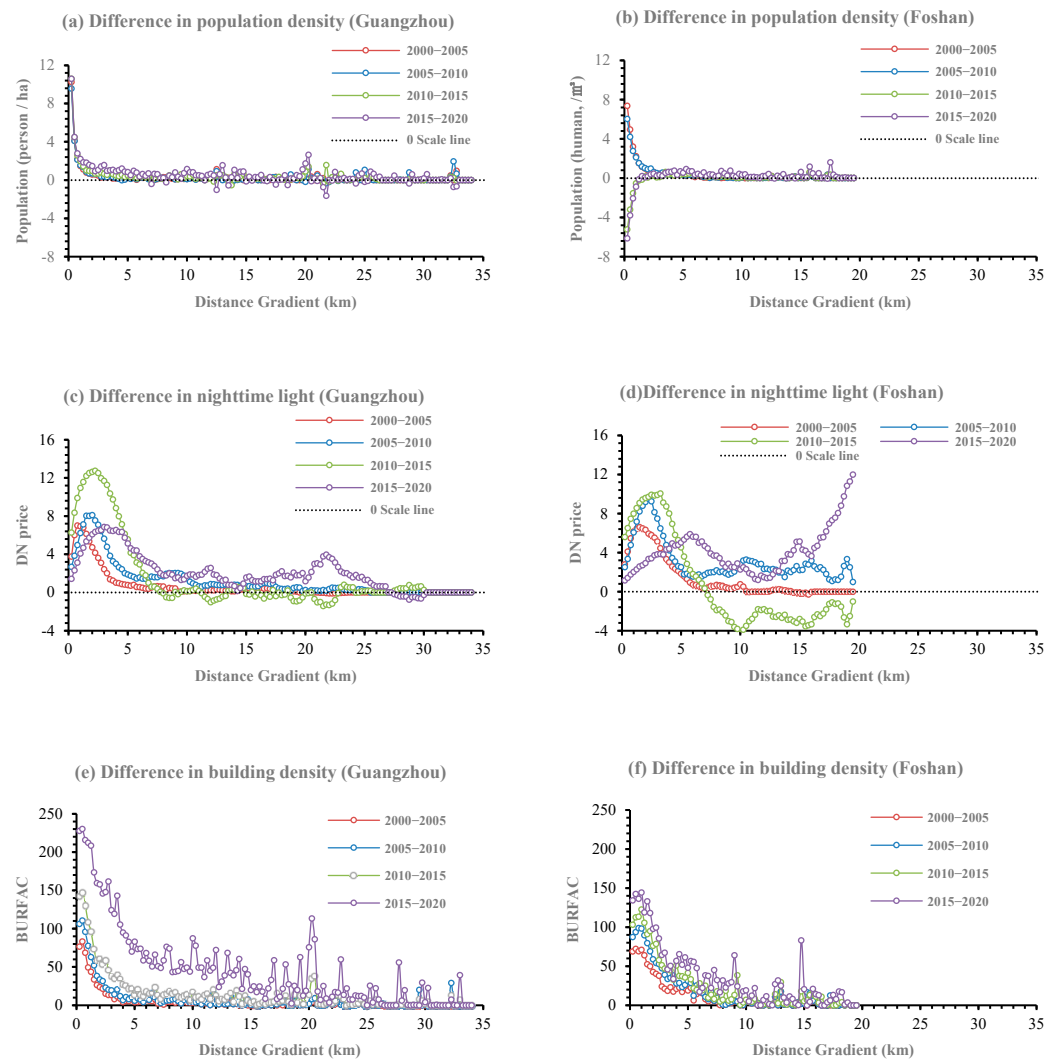 (a) Difference in population density (Guangzhou)
2000−2005
2005−2010
2010−2015
2015−2020
0 Scale line
Population (person / ha)
12
8
4
0
-4
-8
0 5 10 15 20 25 30 35
Distance Gradient (km)
(b) Difference in population density (Foshan)
2000−2005
2005−2010
2010−2015
2015−2020
0 Scale line
Population (human, /㎡)
12
8
4
0
-4
-8
0 5 10 15 20 25 30 35
Distance Gradient (km)
(c) Difference in nighttime light (Guangzhou)
2000−2005
2005−2010
2010−2015
2015−2020
0 Scale line
DN price
16
12
8
4
0
-4
0 5 10 15 20 25 30 35
Distance Gradient (km)
(d)Difference in nighttime light (Foshan)
2000−2005 2005−2010
2010−2015 2015−2020
0 Scale line
DN price
16
12
8
4
0
-4
0 5 10 15 20 25 30 35
Distance Gradient (km)
(e) Difference in building density (Guangzhou)
2000−2005
2005−2010
2010−2015
2015−2020
BURFAC
250
200
150
100
50
0
0 5 10 15 20 25 30 35
Distance Gradient (km)
(f) Difference in building density (Foshan)
2000−2005
2005−2010
2010−2015
2015−2020
BURFAC
250
200
150
100
50
0
0 5 10 15 20 25 30 35
Distance Gradient (km)